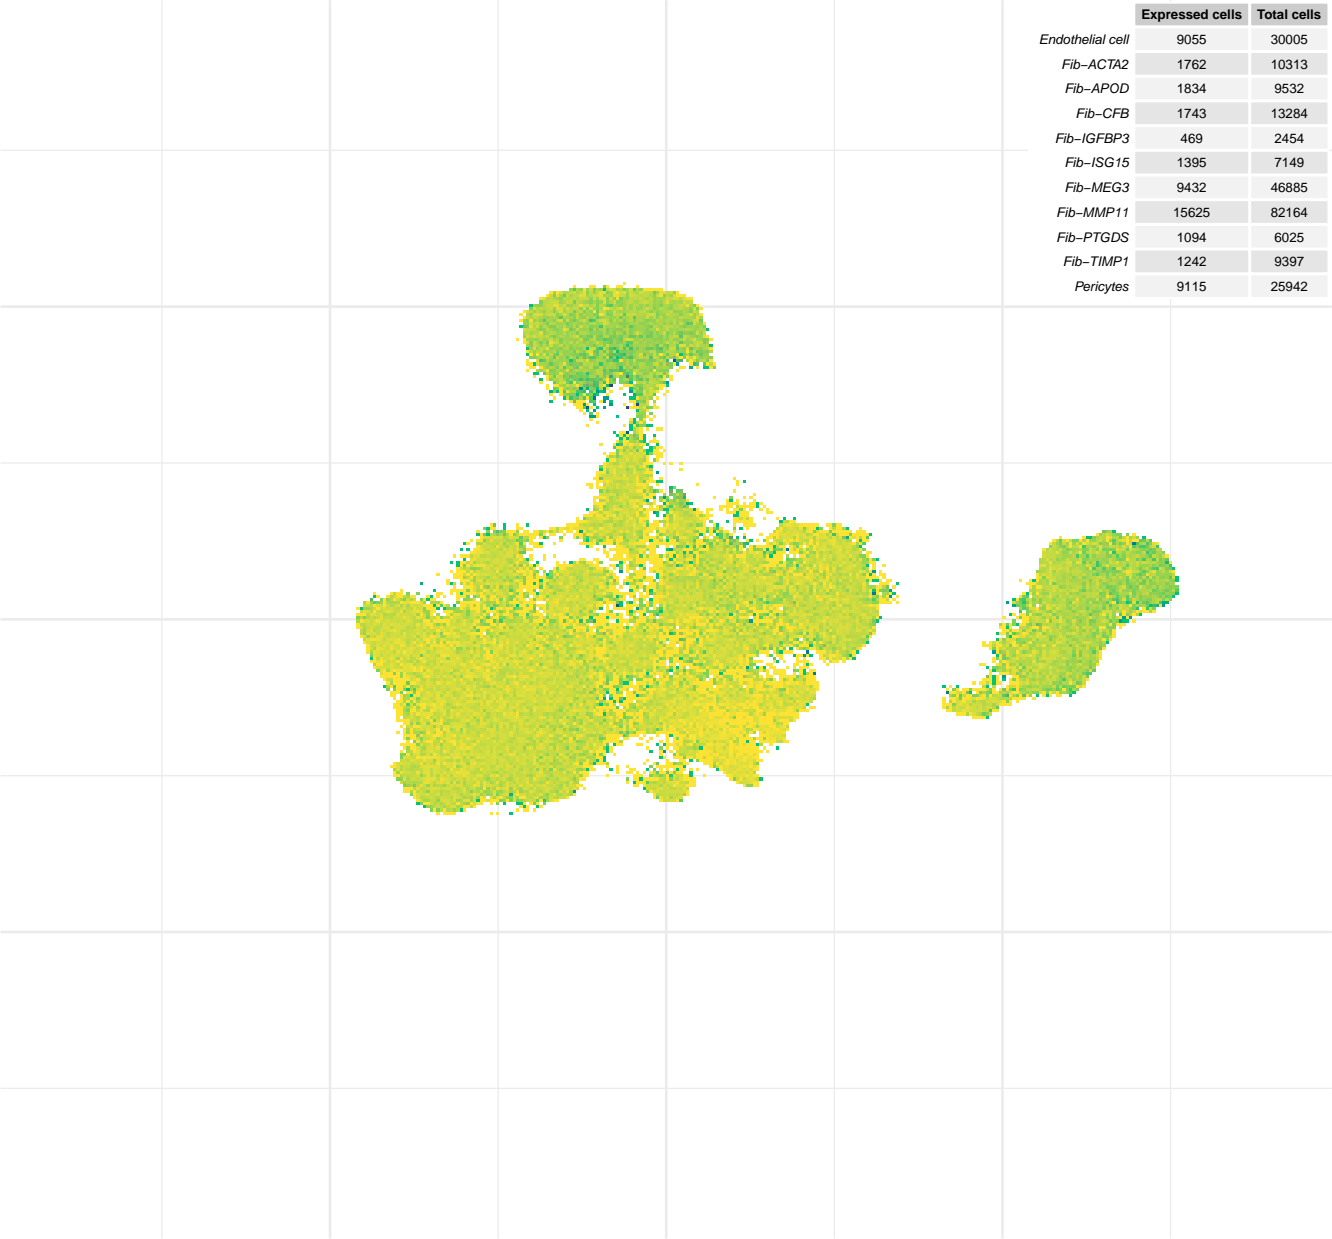 Expressed cells Total cells
Endothelial cell 9055 30005
Fib−ACTA2 1762 10313
Fib−APOD 1834 9532
Fib−CFB 1743 13284
Fib−IGFBP3 469 2454
Fib−ISG15 1395 7149
Fib−MEG3 9432 46885
Fib−MMP11 15625 82164
Fib−PTGDS 1094 6025
Fib−TIMP1 1242 9397
Pericytes 9115 25942